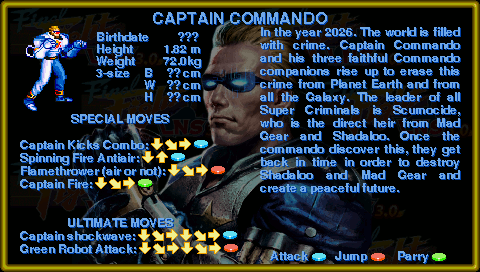 CAPTAIN COMMANDO
Birthdate ???
Height 1.82 m
Weight 72.0kg
3-size B ??cm
W ??cm
H ??cm
In the year 2026. The world is filled
with crime. Captain Commando
and his three faithful Commando
companions rise up to erase this
crime from Planet Earth and from
all the Galaxy. The leader of all
Super Criminals is Scumocide,
who is the direct heir from Mad
Gear and Shadaloo. Once the
commando discover this, they get
back in time in order to destroy
Shadaloo and Mad Gear and
create a peaceful future.
SPECIAL MOVES
Captain Kicks Combo:
Spinning Fire Antiair:
Flamethrower (air or not):
Captain Fire:
ULTIMATE MOVES
Captain shockwave:
Green Robot Attack:
Attack Jump Parry